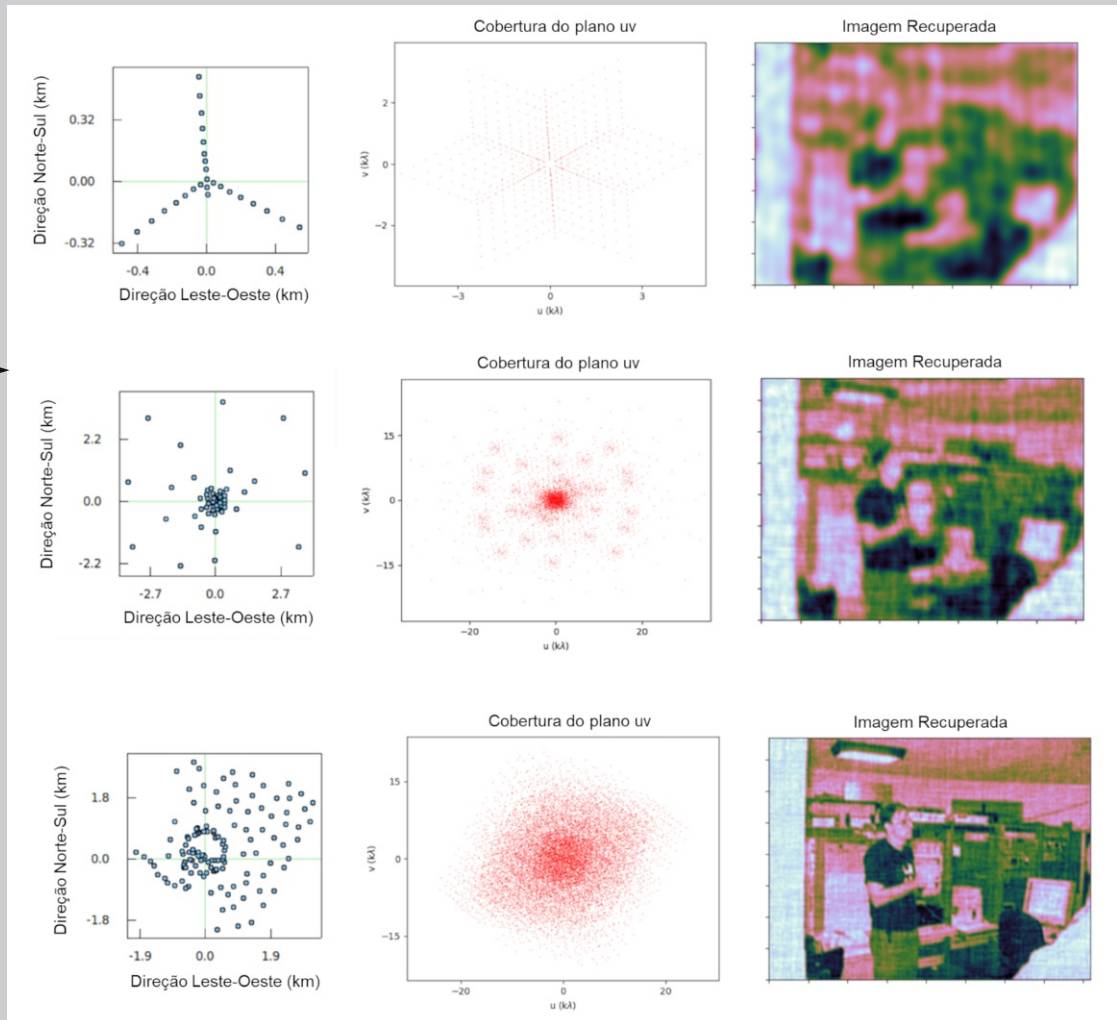 Cobertura do plano uv
Imagem Recuperada
Direção Norte-Sul (km)
0.32
0.00
-0.32
-0.4
0.0
0.4
Direção Leste-Oeste (km)
v (kλ)
2
0
−2
−3
0
3
u (kλ)
Cobertura do plano uv
Imagem Recuperada
Direção Norte-Sul (km)
2.2
0.0
-2.2
-2.7
0.0
2.7
Direção Leste-Oeste (km)
v (kλ)
15
0
−15
−20
0
20
u (kλ)
Cobertura do plano uv
Imagem Recuperada
Direção Norte-Sul (km)
1.8
0.0
-1.8
-1.9
0.0
1.9
Direção Leste-Oeste (km)
v (kλ)
15
0
−15
−20
0
20
u (kλ)